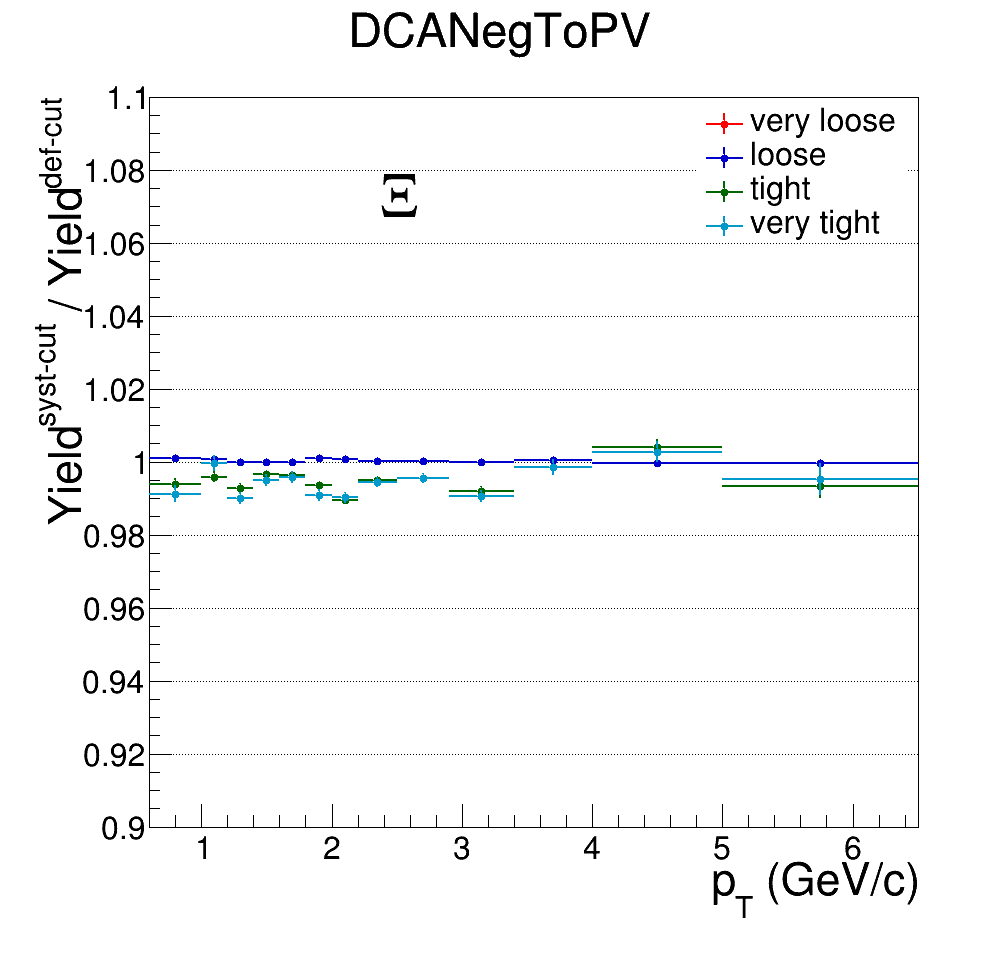 DCANegToPV
Yield^syst-cut / Yield^def-cut
1.1
1.08
1.06
1.04
1.02
1
0.98
0.96
0.94
0.92
0.9
Ξ
very loose
loose
tight
very tight
1 2 3 4 5 6
p_T (GeV/c)